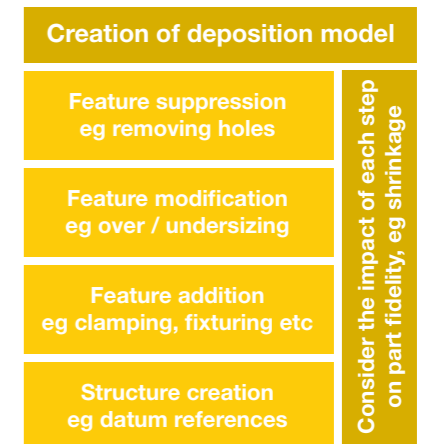 Creation of deposition model
Feature suppression
eg removing holes
Feature modification
eg over / undersizing
Feature addition
eg clamping, fixturing etc
Structure creation
eg datum references
Consider the impact of each step
on part fidelity, eg shrinkage